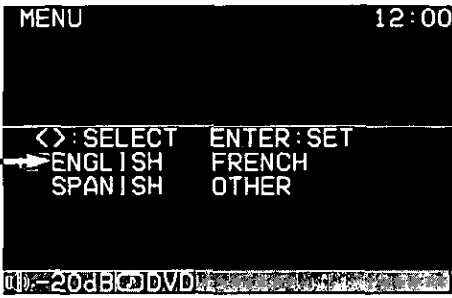 MENU 12:00
<>:SELECT ENTER:SET
ENGLISH FRENCH
SPANISH OTHER
-20dB DVD